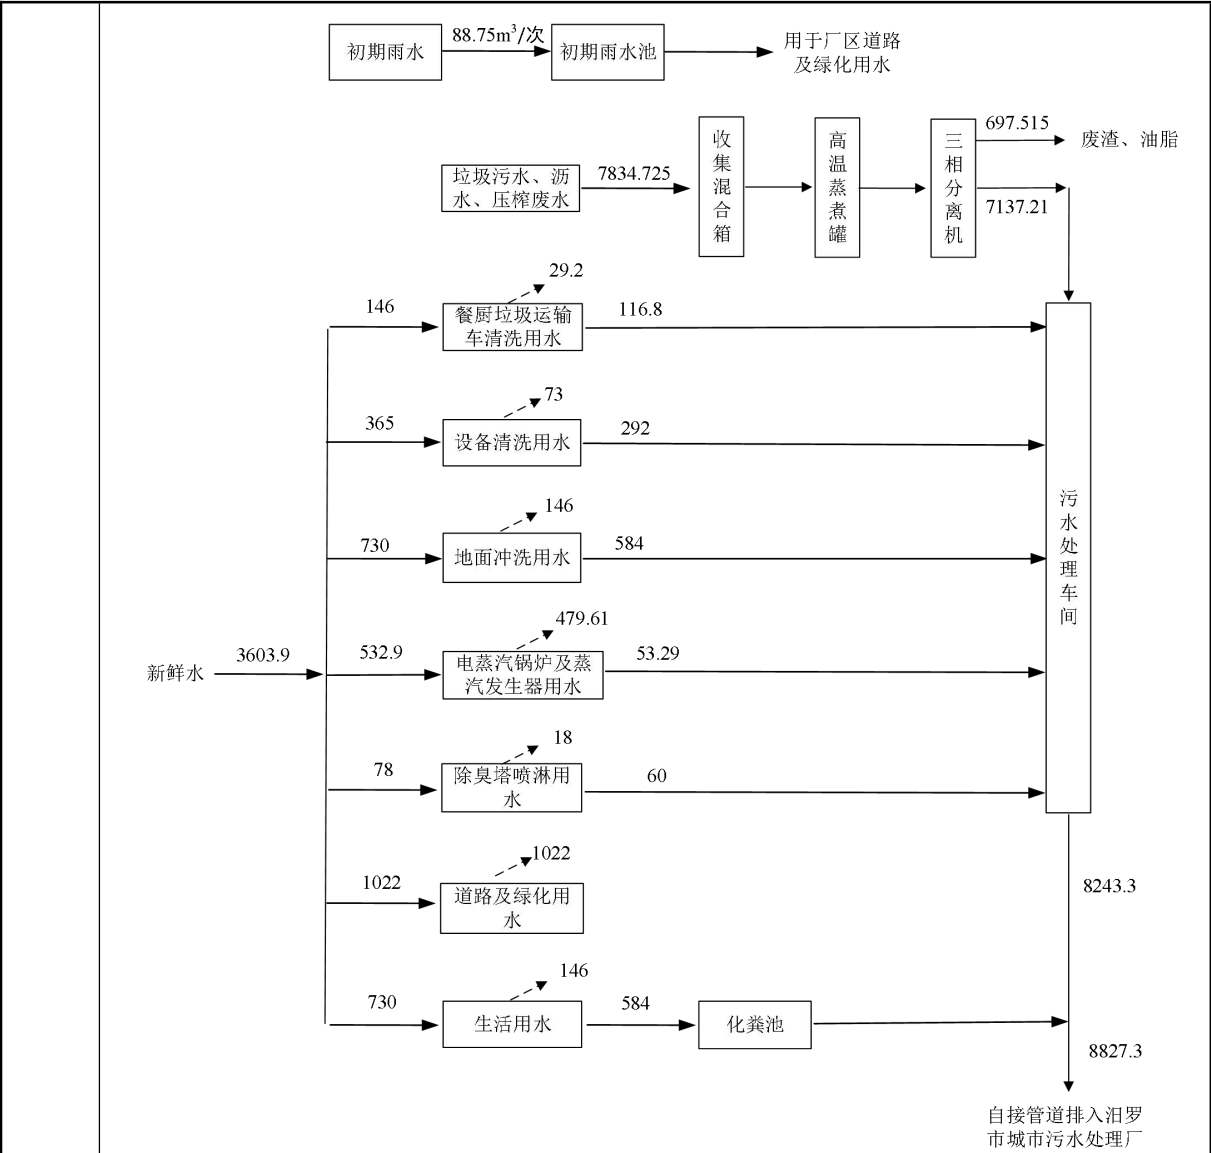 初期雨水
88.75m³/次
初期雨水池
用于厂区道路
及绿化用水
垃圾污水、沥
水、压榨废水
7834.725
收集混合箱
高温蒸煮罐
三相分离机
697.515
废渣、油脂
7137.21
29.2
146
餐厨垃圾运输
车清洗用水
116.8
73
365
设备清洗用水
292
146
730
地面冲洗用水
584
污水处理车间
479.61
新鲜水
3603.9
532.9
电蒸汽锅炉及蒸
汽发生器用水
53.29
18
78
除臭塔喷淋用
水
60
1022
1022
道路及绿化用
水
8243.3
146
730
生活用水
584
化粪池
8827.3
自接管道排入汨罗
市城市污水处理厂